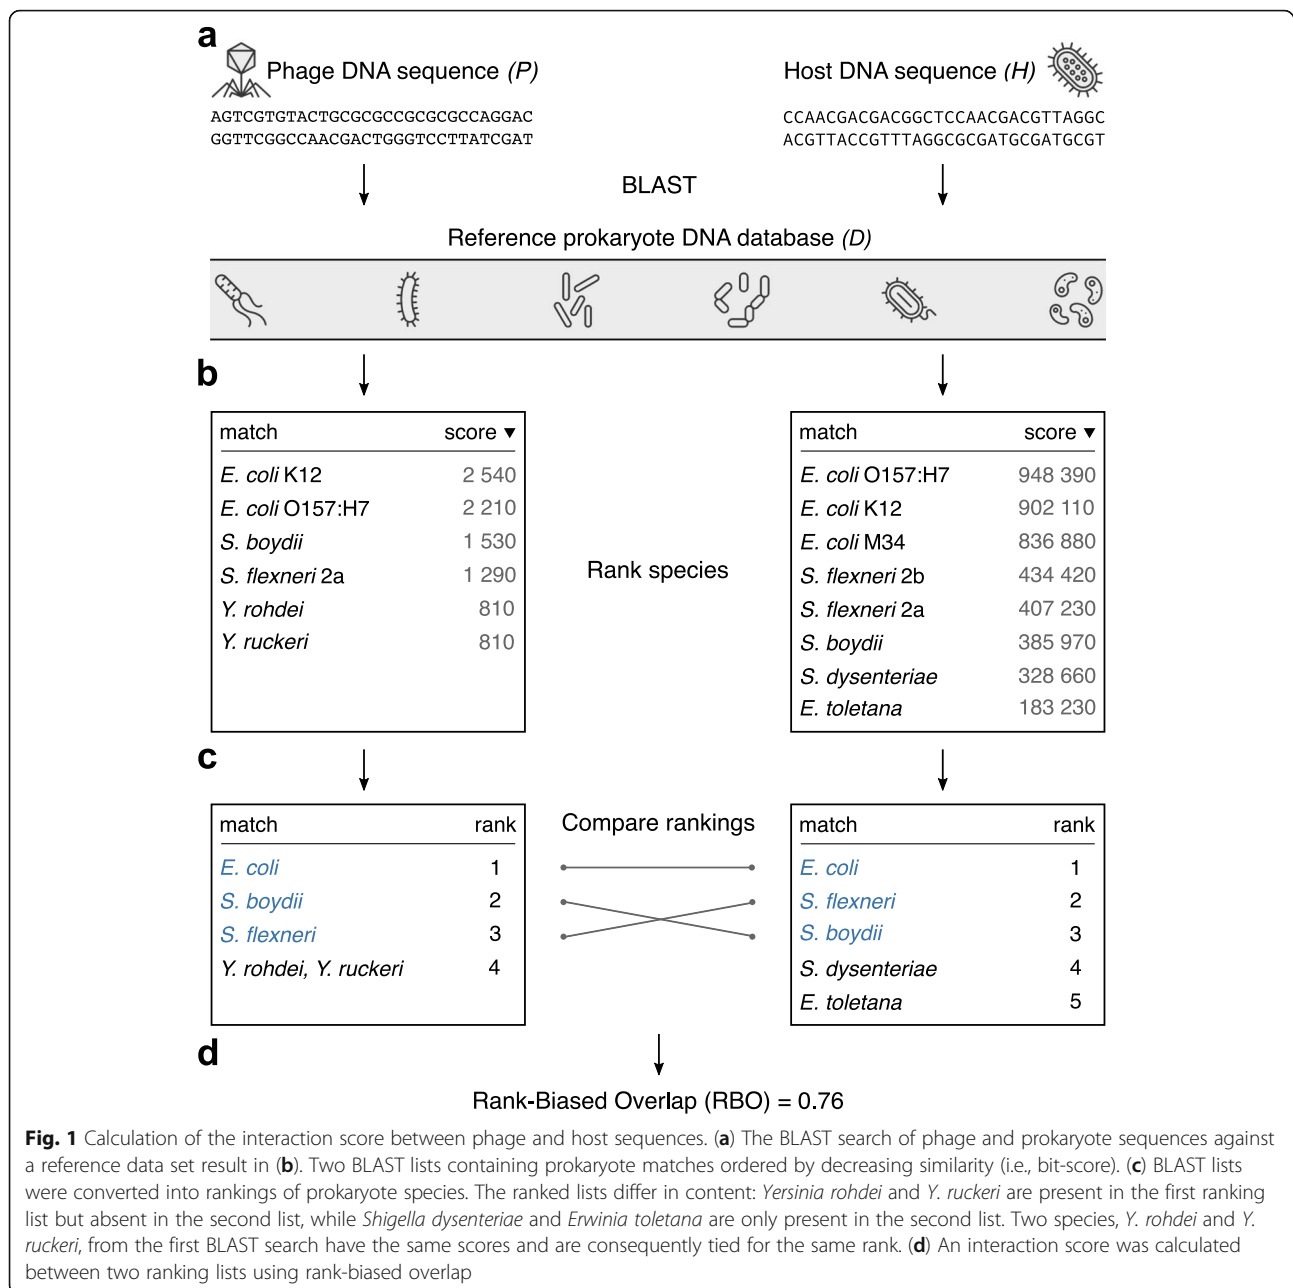 a
Phage DNA sequence (P)
Host DNA sequence (H)
AGTCGTGTACTGCGCGCCGCGCGCCAGGAC
GGTTCGGCCAACGACTGGGTCCTTATCGAT
CCAACGACGACGGCTCCAACGACGTTAGGC
ACGTTACCGTTTAGGCGCGATGCGATGCGT
BLAST
Reference prokaryote DNA database (D)
b
match score ▼
E. coli K12 2 540
E. coli O157:H7 2 210
S. boydii 1 530
S. flexneri 2a 1 290
Y. rohdei 810
Y. ruckeri 810
Rank species
match score ▼
E. coli O157:H7 948 390
E. coli K12 902 110
E. coli M34 836 880
S. flexneri 2b 434 420
S. flexneri 2a 407 230
S. boydii 385 970
S. dysenteriae 328 660
E. toletana 183 230
c
match rank
E. coli 1
S. boydii 2
S. flexneri 3
Y. rohdei, Y. ruckeri 4
Compare rankings
match rank
E. coli 1
S. flexneri 2
S. boydii 3
S. dysenteriae 4
E. toletana 5
d
Rank-Biased Overlap (RBO) = 0.76
Fig. 1 Calculation of the interaction score between phage and host sequences. (a) The BLAST search of phage and prokaryote sequences against
a reference data set result in (b). Two BLAST lists containing prokaryote matches ordered by decreasing similarity (i.e., bit-score). (c) BLAST lists
were converted into rankings of prokaryote species. The ranked lists differ in content: Yersinia rohdei and Y. ruckeri are present in the first ranking
list but absent in the second list, while Shigella dysenteriae and Erwinia toletana are only present in the second list. Two species, Y. rohdei and Y.
ruckeri, from the first BLAST search have the same scores and are consequently tied for the same rank. (d) An interaction score was calculated
between two ranking lists using rank-biased overlap